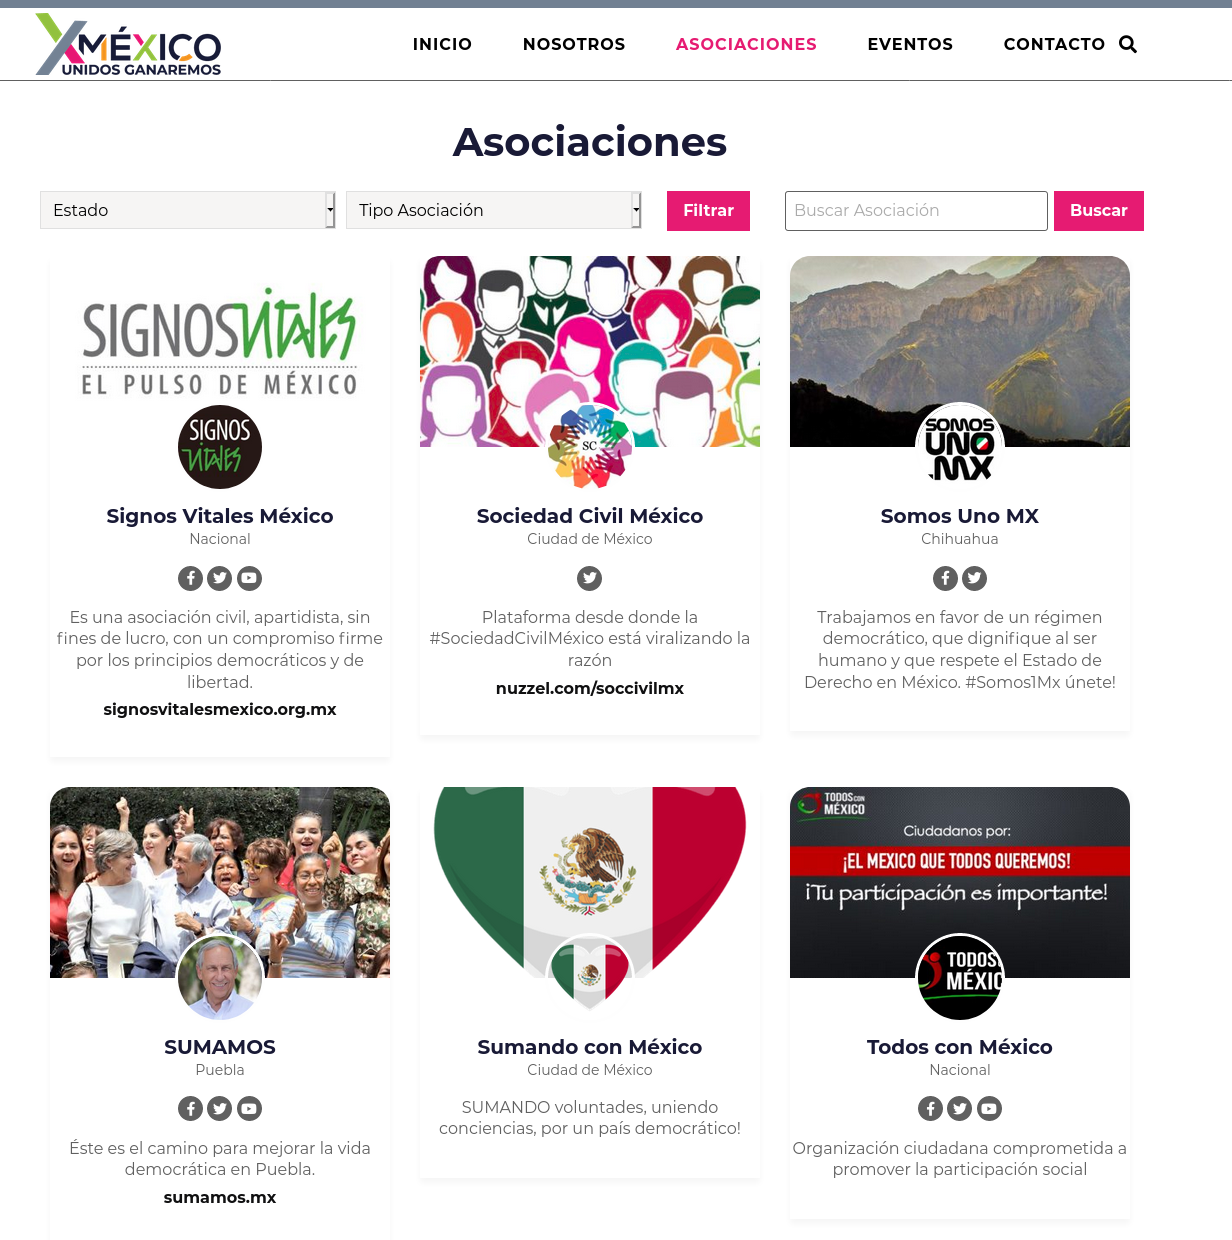 XMÉXICO
UNIDOS GANAREMOS
INICIO
NOSOTROS
ASOCIACIONES
EVENTOS
CONTACTO
Asociaciones
Estado
Tipo Asociación
Filtrar
Buscar Asociación
Buscar
SIGNOS VITALES
EL PULSO DE MÉXICO
SIGNOS
VITALES
Signos Vitales México
Nacional
Es una asociación civil, apartidista, sin
fines de lucro, con un compromiso firme
por los principios democráticos y de
libertad.
signosvitalesmexico.org.mx
SC
Sociedad Civil México
Ciudad de México
Plataforma desde donde la
#SociedadCivilMéxico está viralizando la
razón
nuzzel.com/soccivilmx
SOMOS
UNO
.MX
Somos Uno MX
Chihuahua
Trabajamos en favor de un régimen
democrático, que dignifique al ser
humano y que respete el Estado de
Derecho en México. #Somos1Mx únete!
SUMAMOS
Puebla
Éste es el camino para mejorar la vida
democrática en Puebla.
sumamos.mx
Sumando con México
Ciudad de México
SUMANDO voluntades, uniendo
conciencias, por un país democrático!
TODOS CON
MÉXICO
Ciudadanos por:
¡EL MEXICO QUE TODOS QUEREMOS!
¡Tu participación es importante!
TODOS
MÉXIC
Todos con México
Nacional
Organización ciudadana comprometida a
promover la participación social